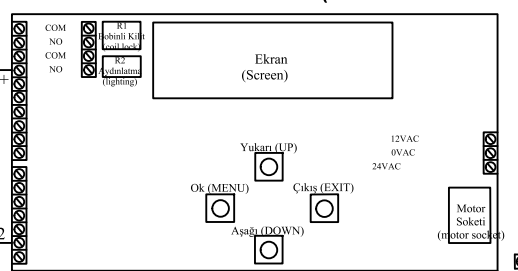 COM
NO
COM
NO
R1
Bobinli Kilit
(coil lock)
R2
Aydınlatma
(lighting)
Ekran
(Screen)
12VAC
0VAC
24VAC
Yukarı (UP)
Ok (MENU)
Çıkış (EXIT)
Aşağı (DOWN)
Motor
Soketi
(motor socket)
+
2